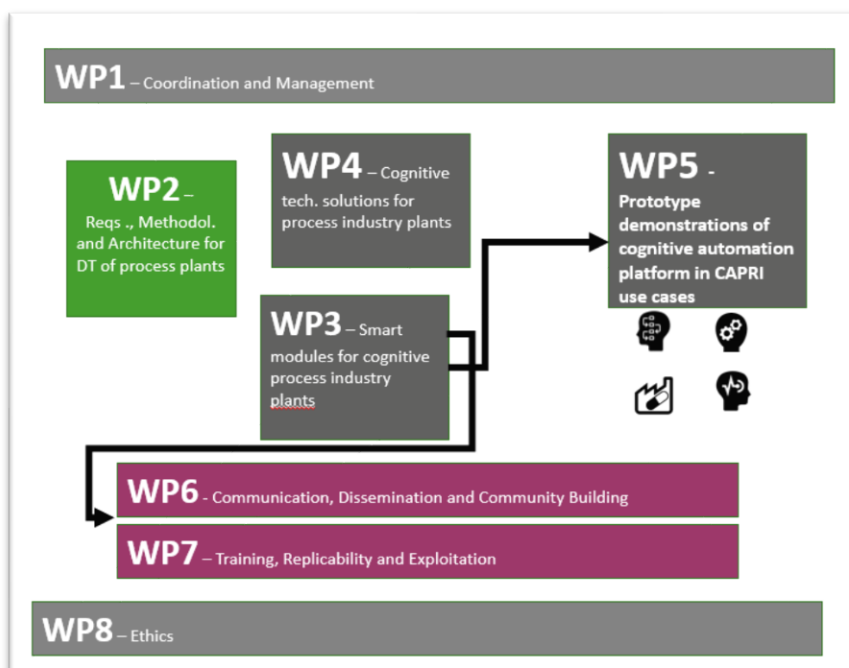 WP1 – Coordination and Management
WP2 –
Reqs ., Methodol.
and Architecture for
DT of process plants
WP4 – Cognitive
tech. solutions for
process industry plants
WP5 -
Prototype
demonstrations of
cognitive automation
platform in CAPRI
use cases
WP3 – Smart
modules for cognitive
process industry
plants
WP6 - Communication, Dissemination and Community Building
WP7 – Training, Replicability and Exploitation
WP8 – Ethics